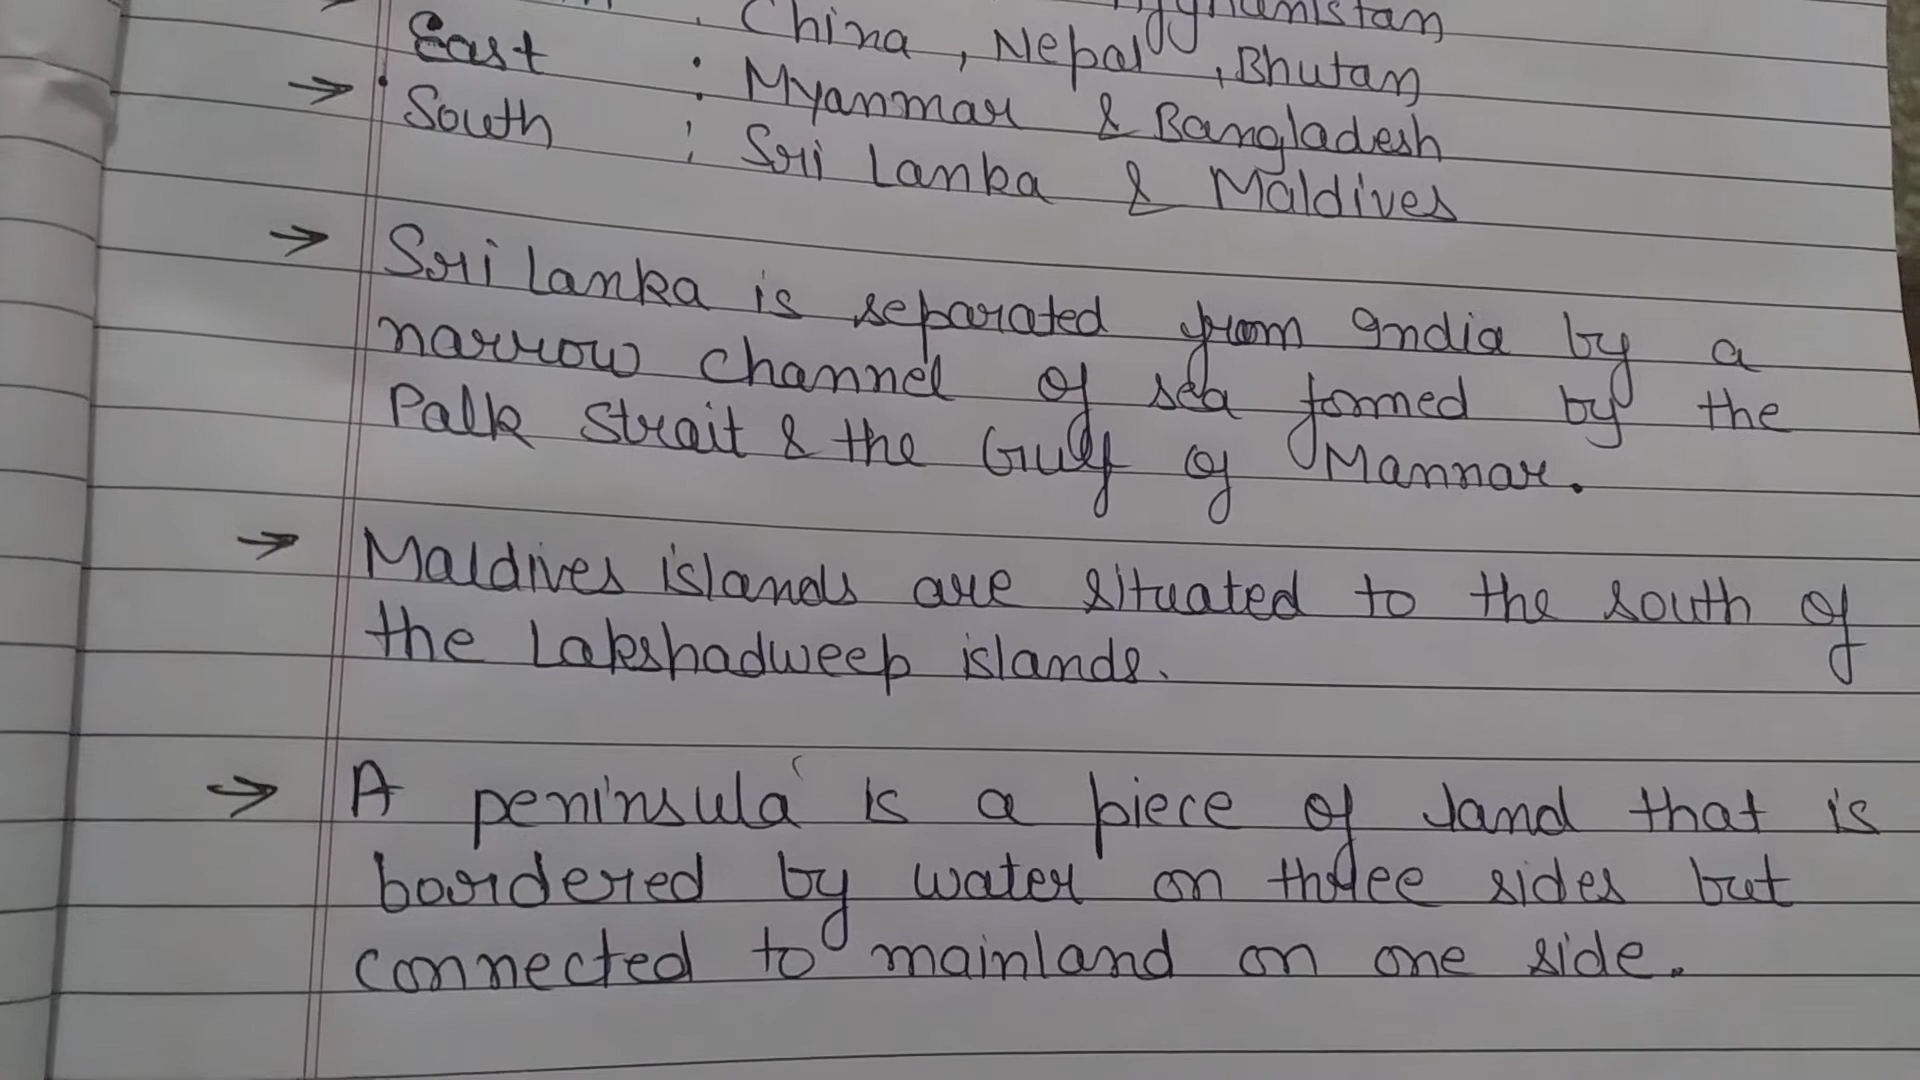 China, Nepal, Bhutan
East : Myanmar & Bangladesh
South : Sri Lanka & Maldives
→ Sri Lanka is separated from India by a
narrow channel of sea formed by the
Palk Strait & the Gulf of Mannar.
→ Maldives islands are situated to the south of
the Lakshadweep islands.
→ A peninsula is a piece of land that is
bordered by water on three sides but
connected to mainland on one side.